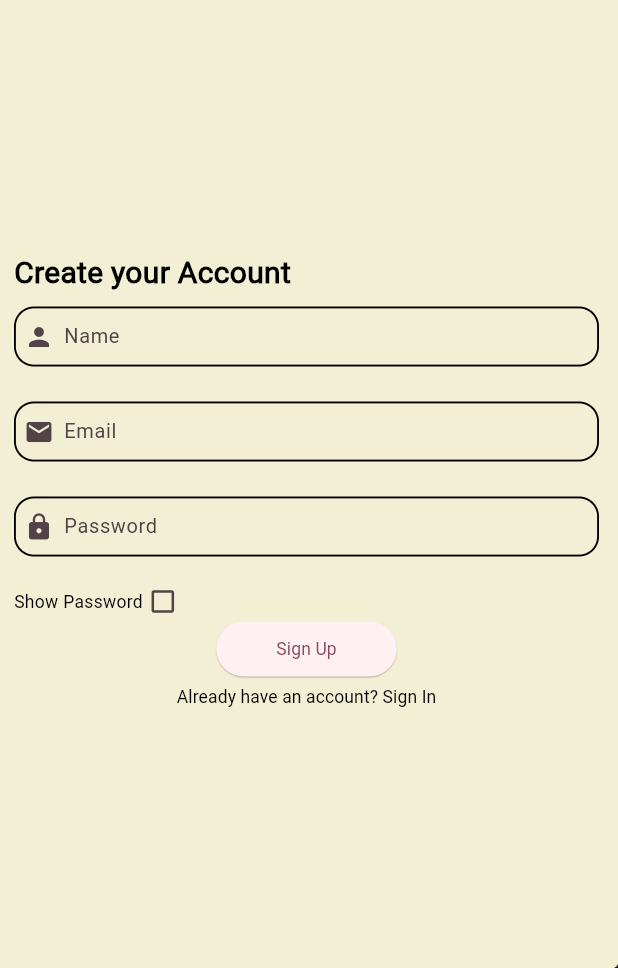 Create your Account
Name
Email
Password
Show Password
Sign Up
Already have an account? Sign In